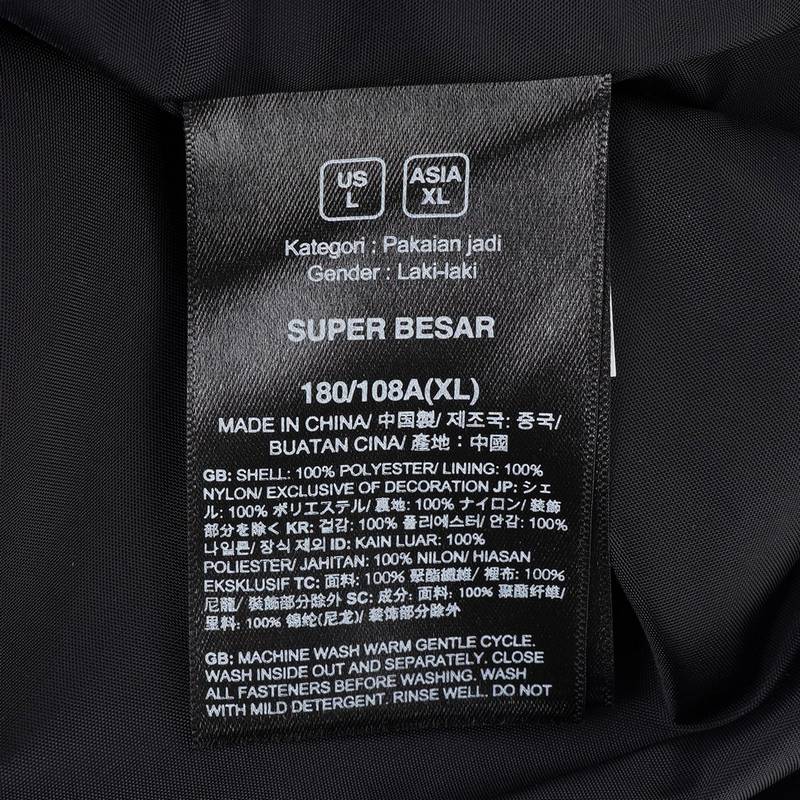 US
L
ASIA
XL
Kategori : Pakaian jadi
Gender : Laki-laki
SUPER BESAR
180/108A(XL)
MADE IN CHINA/ 中国製/ 제조국: 중국/
BUATAN CINA/ 產地：中國
GB: SHELL: 100% POLYESTER/ LINING: 100%
NYLON/ EXCLUSIVE OF DECORATION JP: シェ
ル: 100% ポリエステル/ 裏地: 100% ナイロン/ 装飾
部分を除く KR: 겉감: 100% 폴리에스터/ 안감: 100%
나일론/ 장식 제외 ID: KAIN LUAR: 100%
POLIESTER/ JAHITAN: 100% NILON/ HIASAN
EKSKLUSIF TC: 面料: 100% 聚酯纖維/ 裡布: 100%
尼龍/ 裝飾部分除外 SC: 成分: 面料: 100% 聚酯纤维/
里料: 100% 锦纶(尼龙)/ 装饰部分除外
GB: MACHINE WASH WARM GENTLE CYCLE.
WASH INSIDE OUT AND SEPARATELY. CLOSE
ALL FASTENERS BEFORE WASHING. WASH
WITH MILD DETERGENT. RINSE WELL. DO NOT